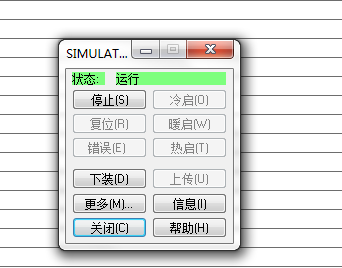 SIMULAT...
状态: 运行
停止(S) 冷启(O)
复位(R) 暖启(W)
错误(E) 热启(T)
下装(D) 上传(U)
更多(M)... 信息(I)
关闭(C) 帮助(H)